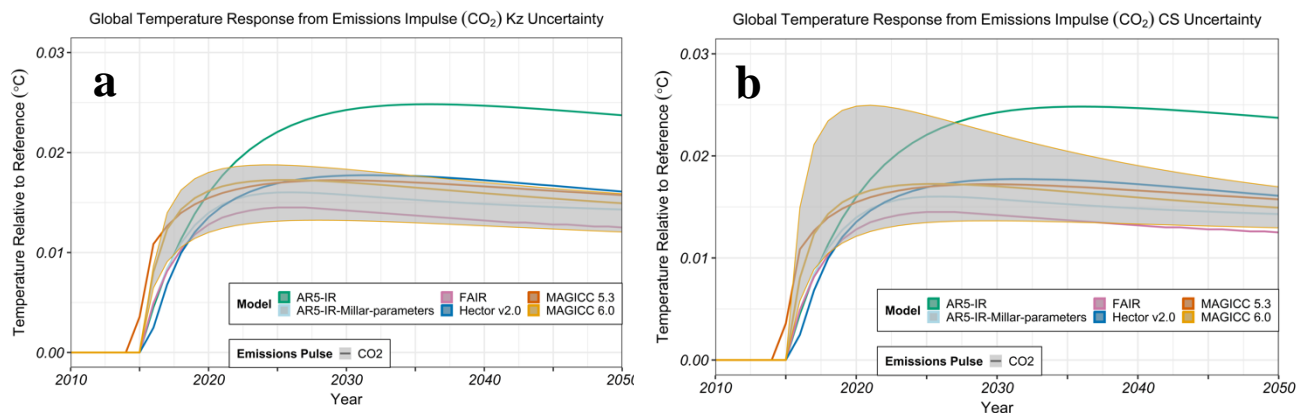 Global Temperature Response from Emissions Impulse (CO₂) Kz Uncertainty
a
Temperature Relative to Reference (°C)
0.03
0.02
0.01
0.00
Model
AR5-IR
FAIR
MAGICC 5.3
AR5-IR-Millar-parameters
Hector v2.0
MAGICC 6.0
Emissions Pulse
CO2
2010
2020
2030
2040
2050
Year
Global Temperature Response from Emissions Impulse (CO₂) CS Uncertainty
b
Temperature Relative to Reference (°C)
0.03
0.02
0.01
0.00
Model
AR5-IR
FAIR
MAGICC 5.3
AR5-IR-Millar-parameters
Hector v2.0
MAGICC 6.0
Emissions Pulse
CO2
2010
2020
2030
2040
2050
Year